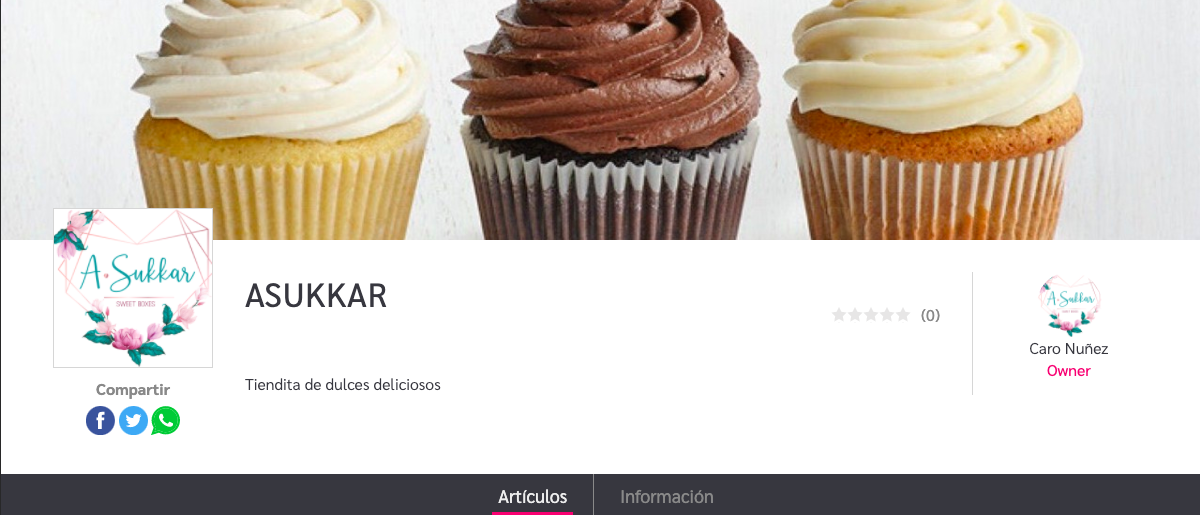 A Sukkar
SWEET BOXES
ASUKKAR
(0)
A Sukkar
Caro Nuñez
Owner
Tiendita de dulces deliciosos
Compartir
Artículos
Información